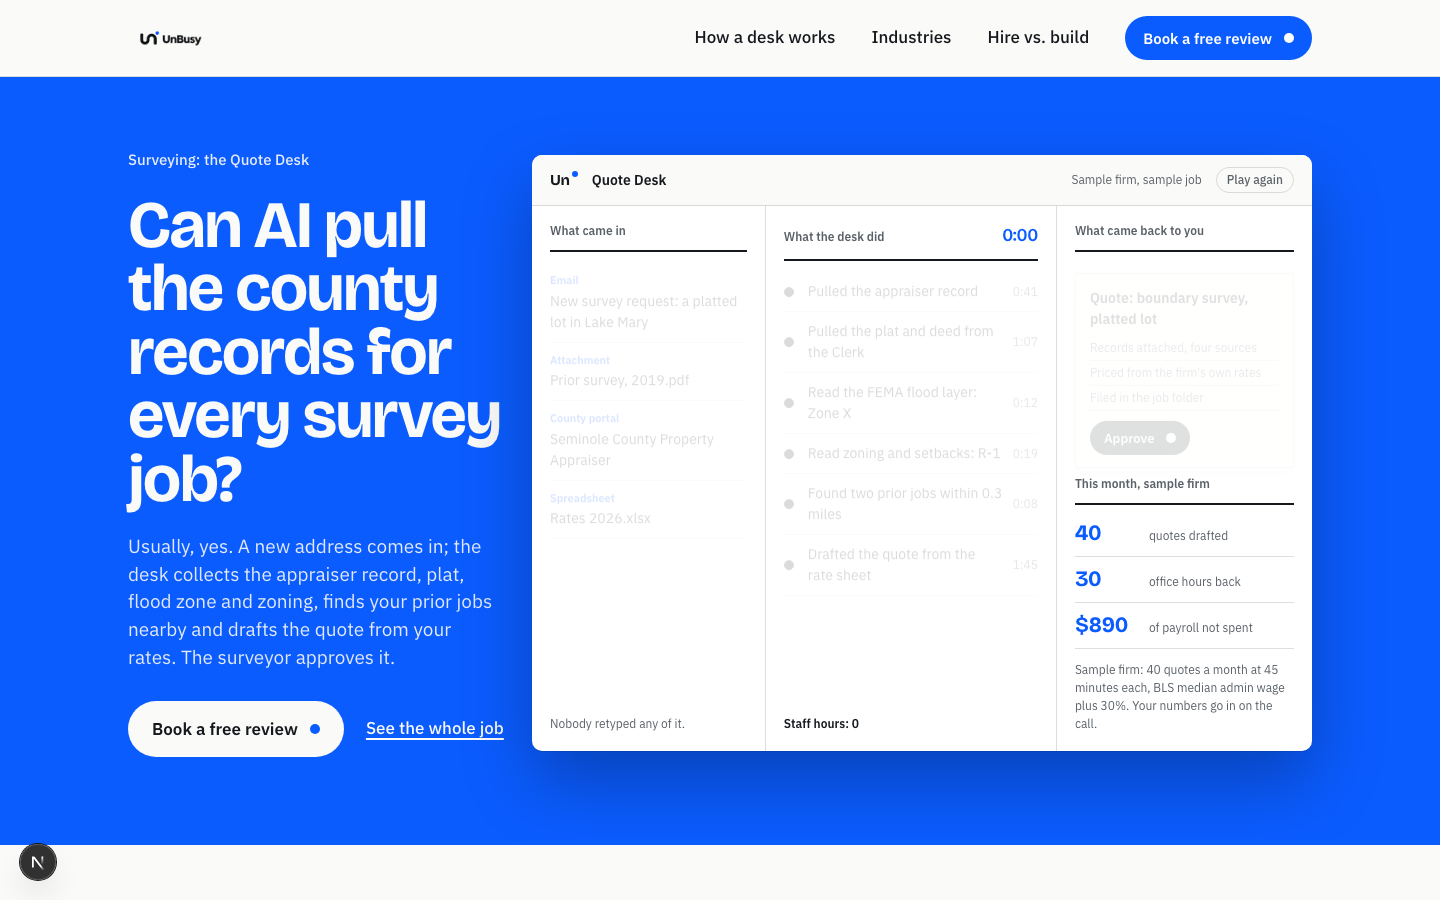 UnBusy
How a desk works
Industries
Hire vs. build
Book a free review
Surveying: the Quote Desk
Can AI pull
the county
records for
every survey
job?
Usually, yes. A new address comes in; the
desk collects the appraiser record, plat,
flood zone and zoning, finds your prior jobs
nearby and drafts the quote from your
rates. The surveyor approves it.
Book a free review
See the whole job
Un
Quote Desk
Sample firm, sample job
Play again
What came in
Email
New survey request: a platted
lot in Lake Mary
Attachment
Prior survey, 2019.pdf
County portal
Seminole County Property
Appraiser
Spreadsheet
Rates 2026.xlsx
Nobody retyped any of it.
What the desk did
0:00
Pulled the appraiser record
0:41
Pulled the plat and deed from
the Clerk
1:07
Read the FEMA flood layer:
Zone X
0:12
Read zoning and setbacks: R-1
0:19
Found two prior jobs within 0.3
miles
0:08
Drafted the quote from the
rate sheet
1:45
Staff hours: 0
What came back to you
Quote: boundary survey,
platted lot
Records attached, four sources
Priced from the firm's own rates
Filed in the job folder
Approve
This month, sample firm
40
quotes drafted
30
office hours back
$890
of payroll not spent
Sample firm: 40 quotes a month at 45
minutes each, BLS median admin wage
plus 30%. Your numbers go in on the
call.
N